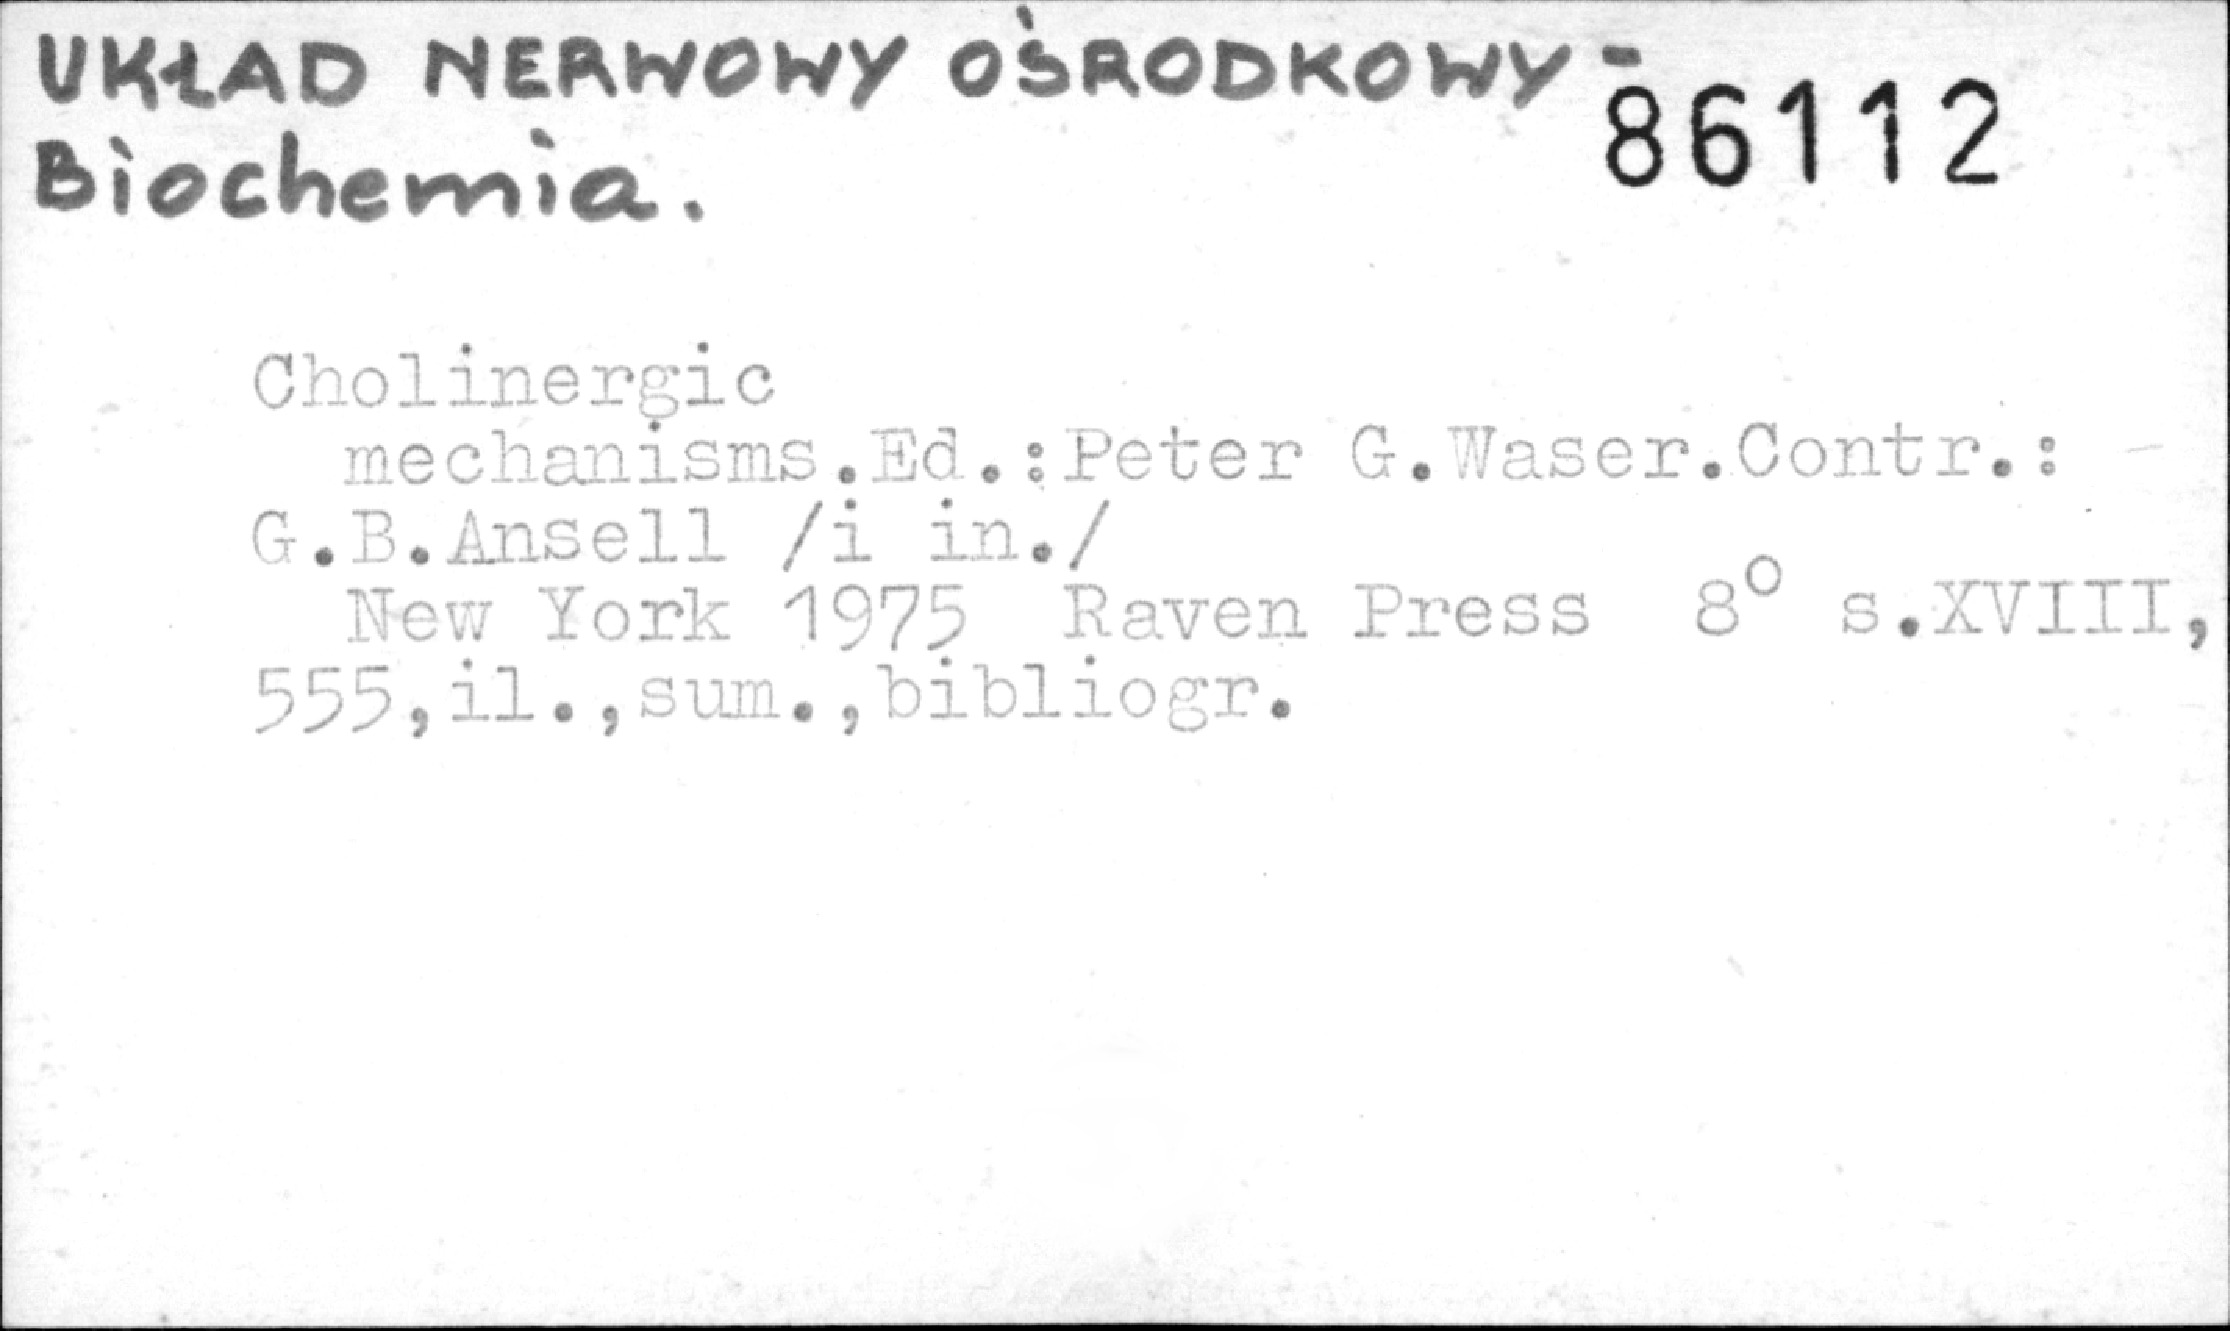 UKŁAD NERWOWY OŚRODKOWY -
86112
Biochemia.
Cholinergic
mechanisms.Ed.:Peter G.Waser.Contr.:
G.B.Ansell /i in./
New York 1975 Raven Press 8° s.XVIII,
555,il.,sum.,bibliogr.